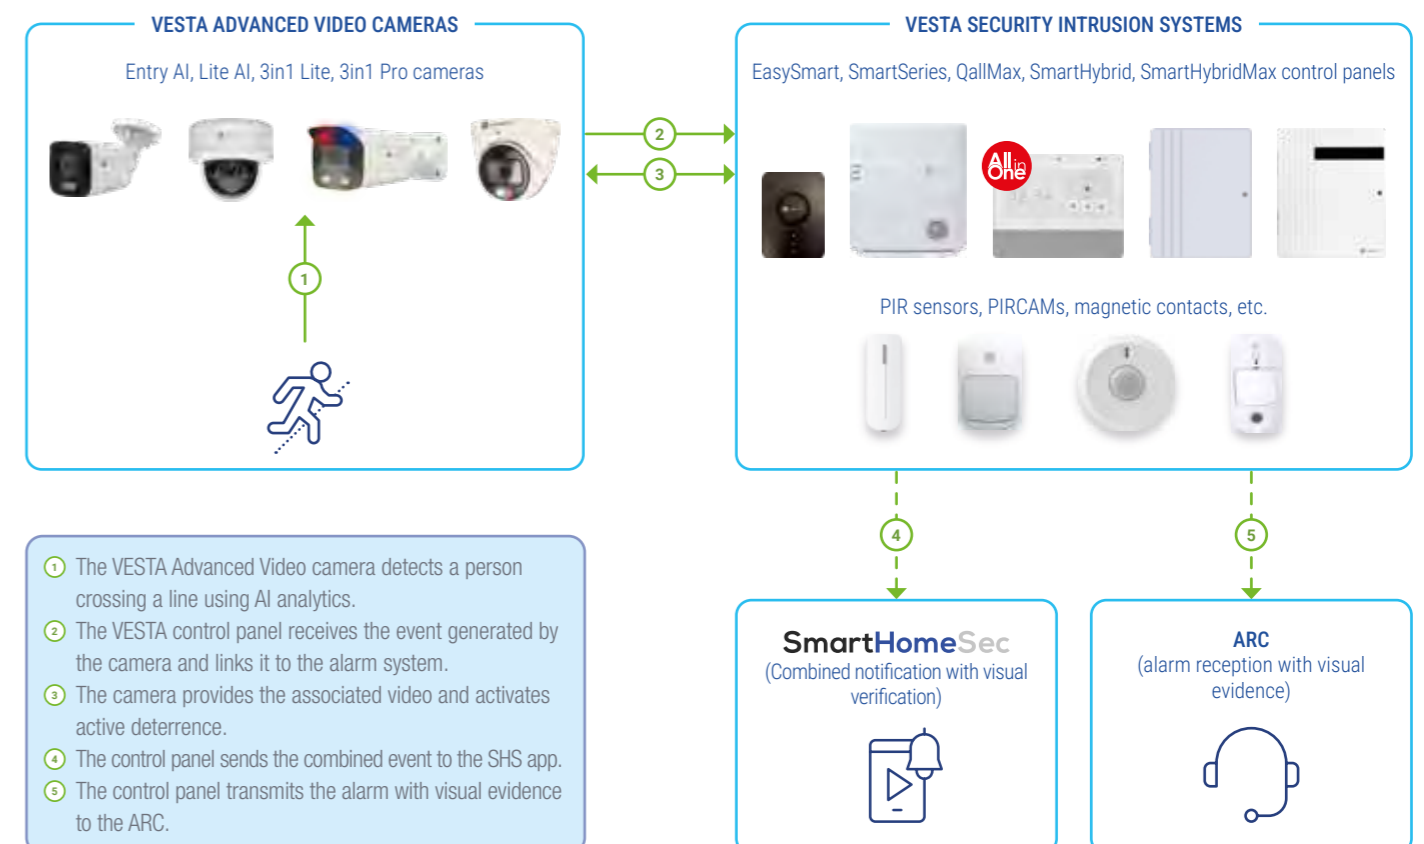 VESTA ADVANCED VIDEO CAMERAS
Entry AI, Lite AI, 3in1 Lite, 3in1 Pro cameras
1
2
3
VESTA SECURITY INTRUSION SYSTEMS
EasySmart, SmartSeries, QallMax, SmartHybrid, SmartHybridMax control panels
All in
One
PIR sensors, PIRCAMs, magnetic contacts, etc.
4
5
1 The VESTA Advanced Video camera detects a person
crossing a line using AI analytics.
2 The VESTA control panel receives the event generated by
the camera and links it to the alarm system.
3 The camera provides the associated video and activates
active deterrence.
4 The control panel sends the combined event to the SHS app.
5 The control panel transmits the alarm with visual evidence
to the ARC.
SmartHomeSec
(Combined notification with visual
verification)
ARC
(alarm reception with visual
evidence)